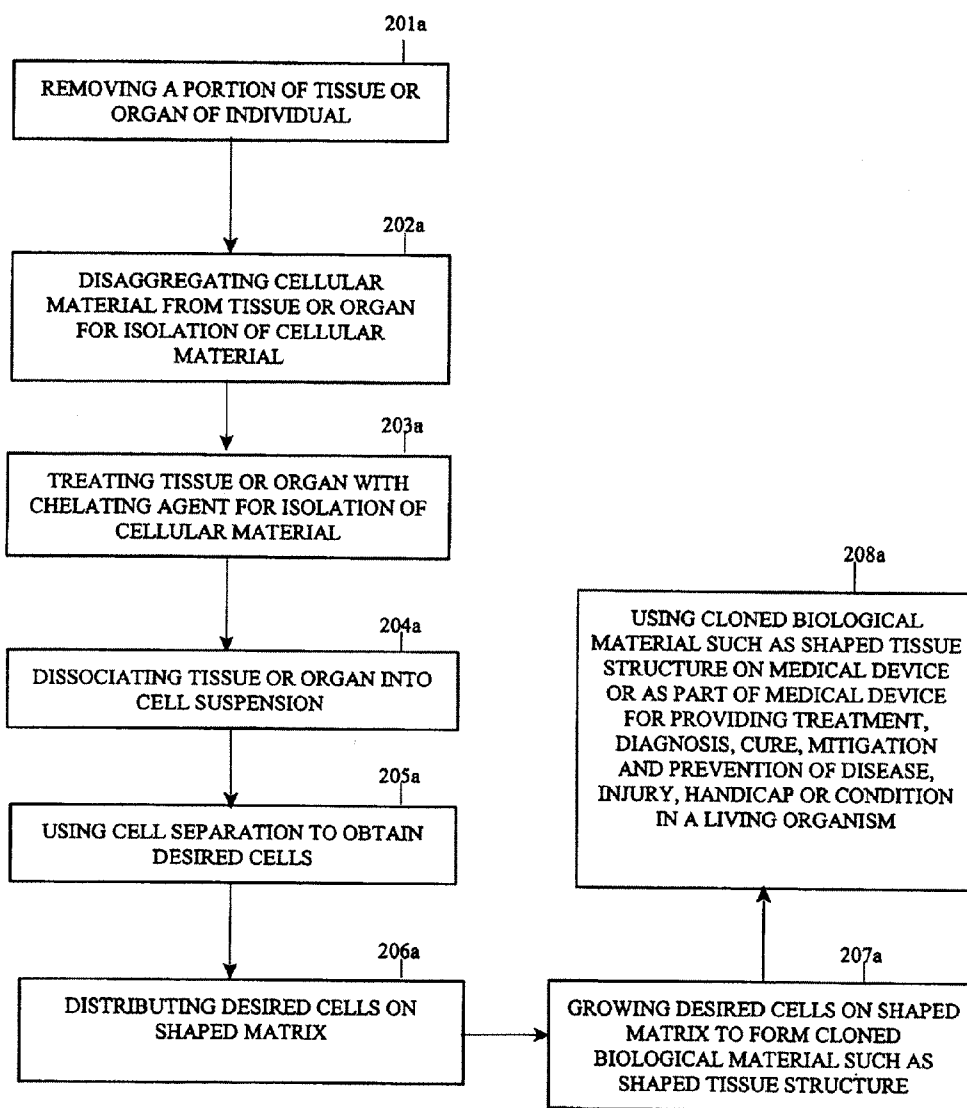 201a
REMOVING A PORTION OF TISSUE OR
ORGAN OF INDIVIDUAL
202a
DISAGGREGATING CELLULAR
MATERIAL FROM TISSUE OR ORGAN
FOR ISOLATION OF CELLULAR
MATERIAL
203a
TREATING TISSUE OR ORGAN WITH
CHELATING AGENT FOR ISOLATION OF
CELLULAR MATERIAL
204a
DISSOCIATING TISSUE OR ORGAN INTO
CELL SUSPENSION
205a
USING CELL SEPARATION TO OBTAIN
DESIRED CELLS
206a
DISTRIBUTING DESIRED CELLS ON
SHAPED MATRIX
207a
GROWING DESIRED CELLS ON SHAPED
MATRIX TO FORM CLONED
BIOLOGICAL MATERIAL SUCH AS
SHAPED TISSUE STRUCTURE
208a
USING CLONED BIOLOGICAL
MATERIAL SUCH AS SHAPED TISSUE
STRUCTURE ON MEDICAL DEVICE
OR AS PART OF MEDICAL DEVICE
FOR PROVIDING TREATMENT,
DIAGNOSIS, CURE, MITIGATION
AND PREVENTION OF DISEASE,
INJURY, HANDICAP OR CONDITION
IN A LIVING ORGANISM